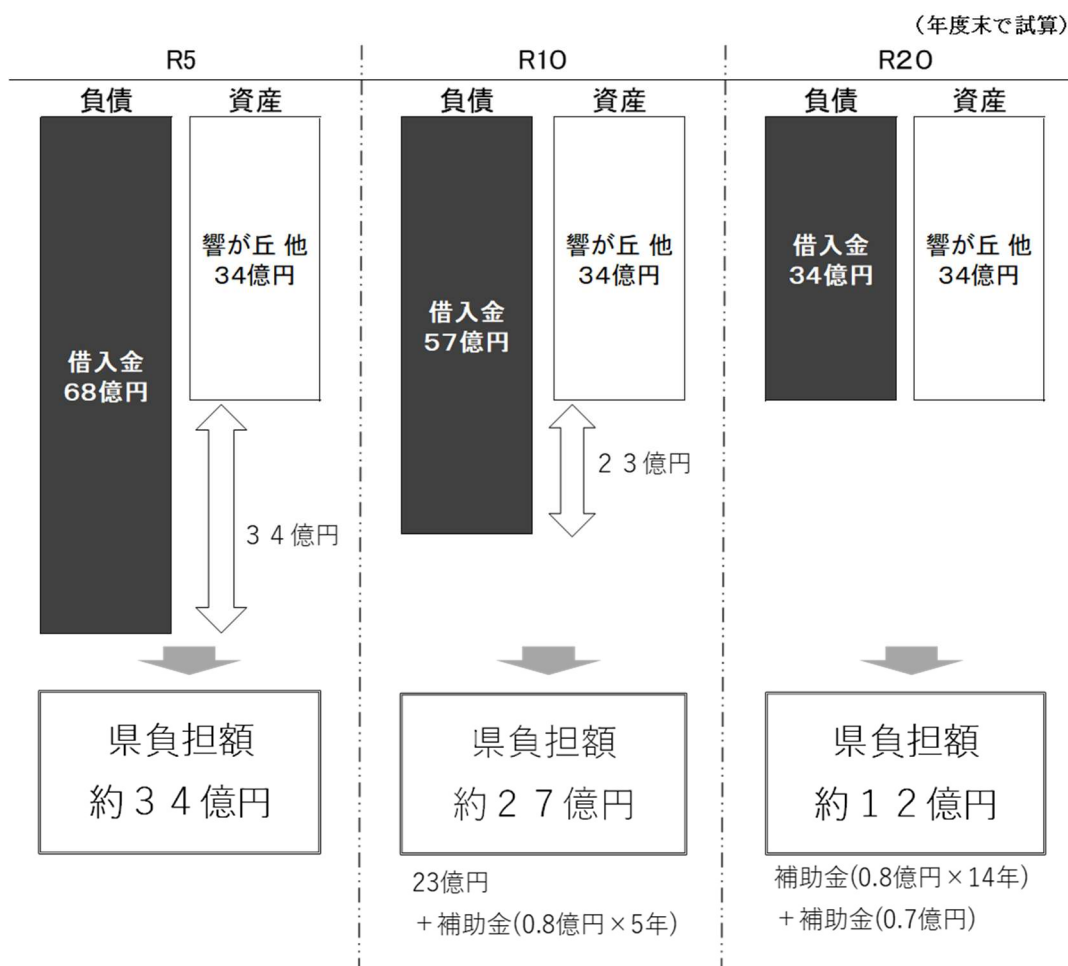 （年度末で試算）
R5
R10
R20
負債
資産
負債
資産
負債
資産
借入金
68億円
響が丘 他
34億円
３４億円
借入金
57億円
響が丘 他
34億円
２３億円
借入金
34億円
響が丘 他
34億円
県負担額
約３４億円
県負担額
約２７億円
県負担額
約１２億円
23億円
＋補助金(0.8億円×5年)
補助金(0.8億円×14年)
＋補助金(0.7億円)